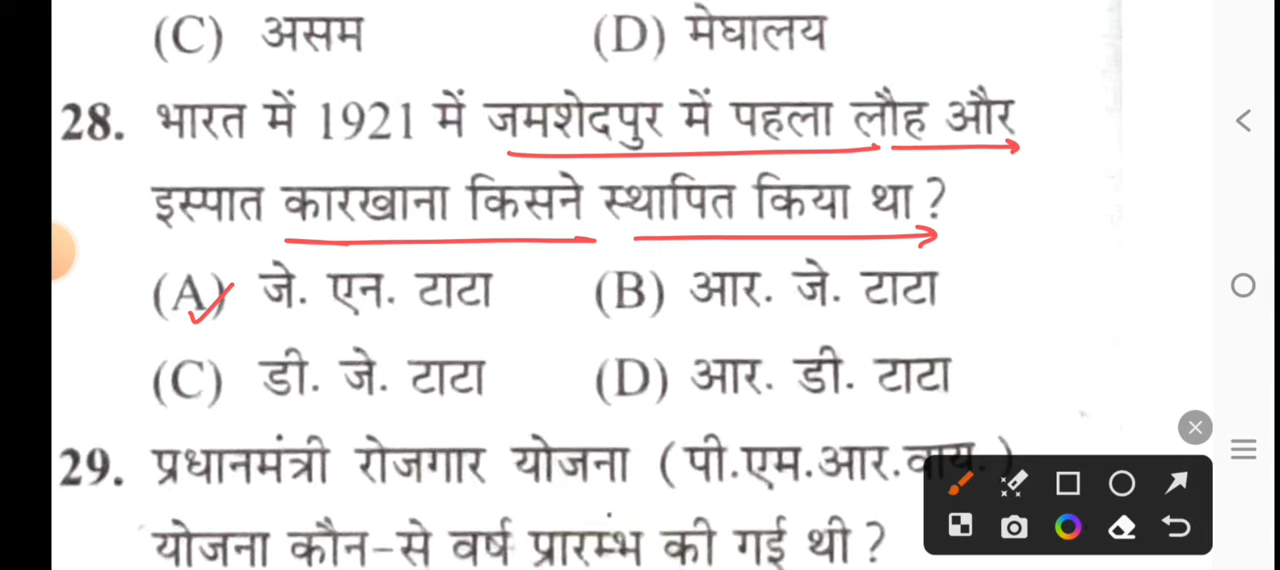 (C) असम (D) मेघालय
28. भारत में 1921 में जमशेदपुर में पहला लौह और
इस्पात कारखाना किसने स्थापित किया था?
(A) जे. एन. टाटा (B) आर. जे. टाटा
(C) डी. जे. टाटा (D) आर. डी. टाटा
29. प्रधानमंत्री रोजगार योजना (पी.एम.आर.वाय.)
योजना कौन-से वर्ष प्रारम्भ की गई थी?